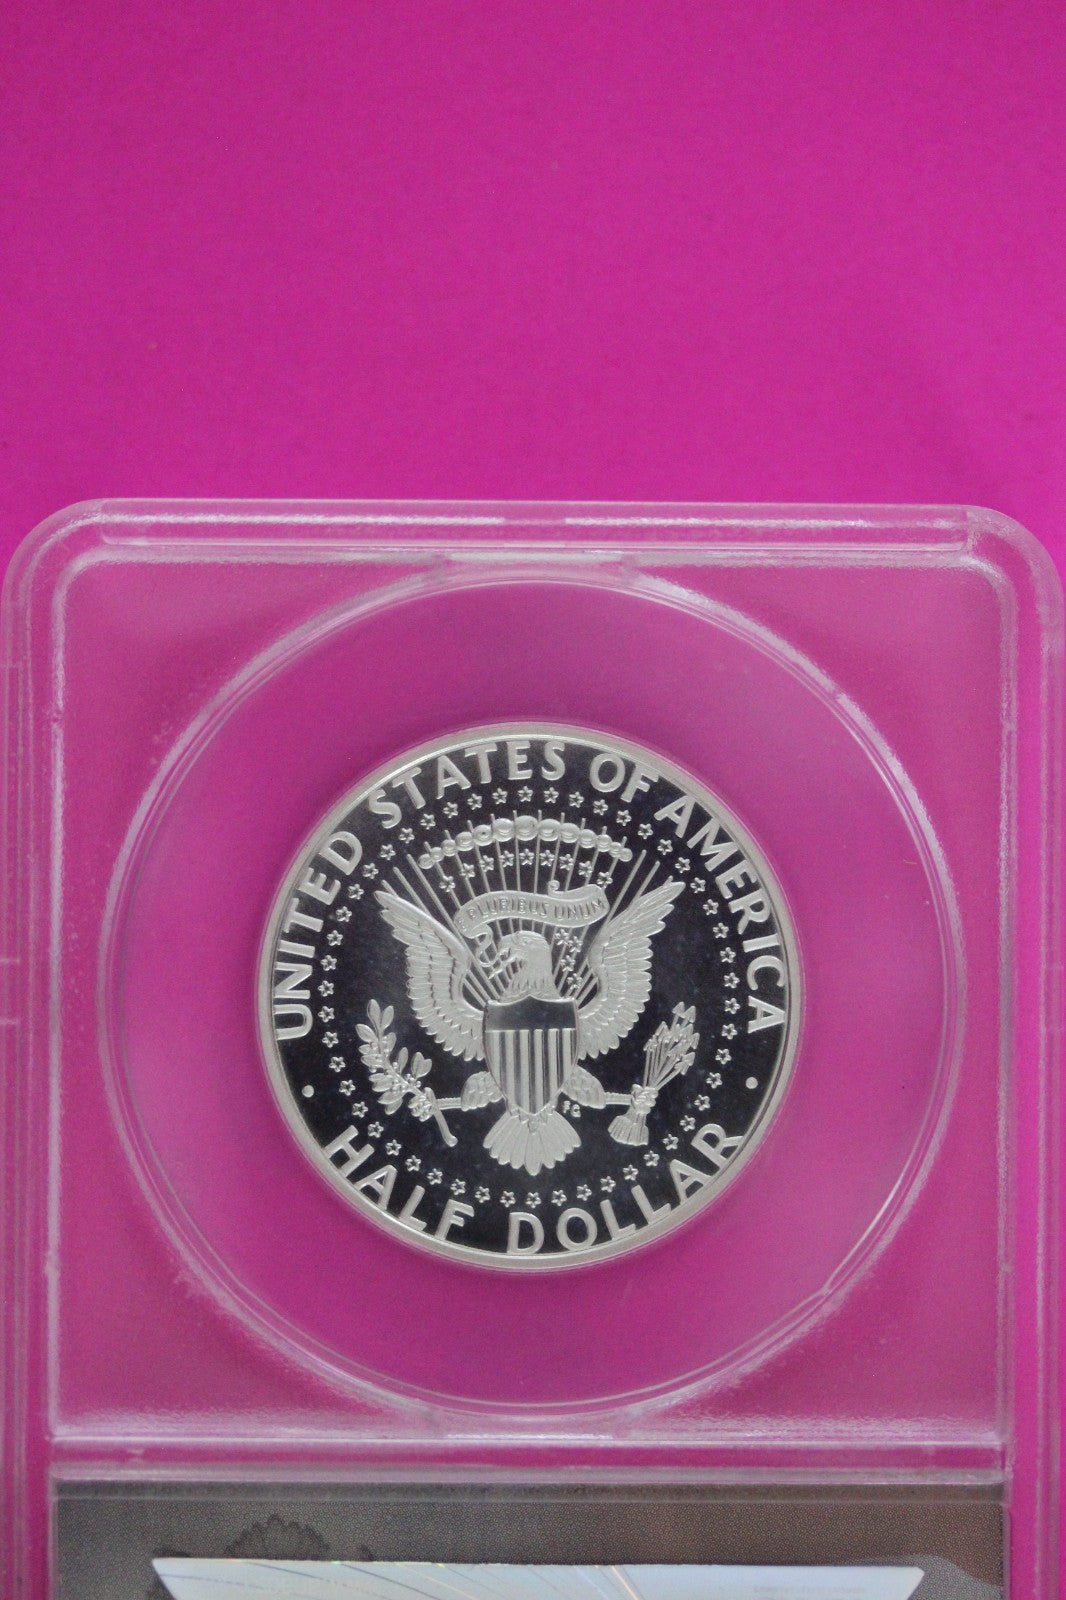 UNITED STATES OF AMERICA
PLURIBUS UNUM
FG
• HALF DOLLAR •